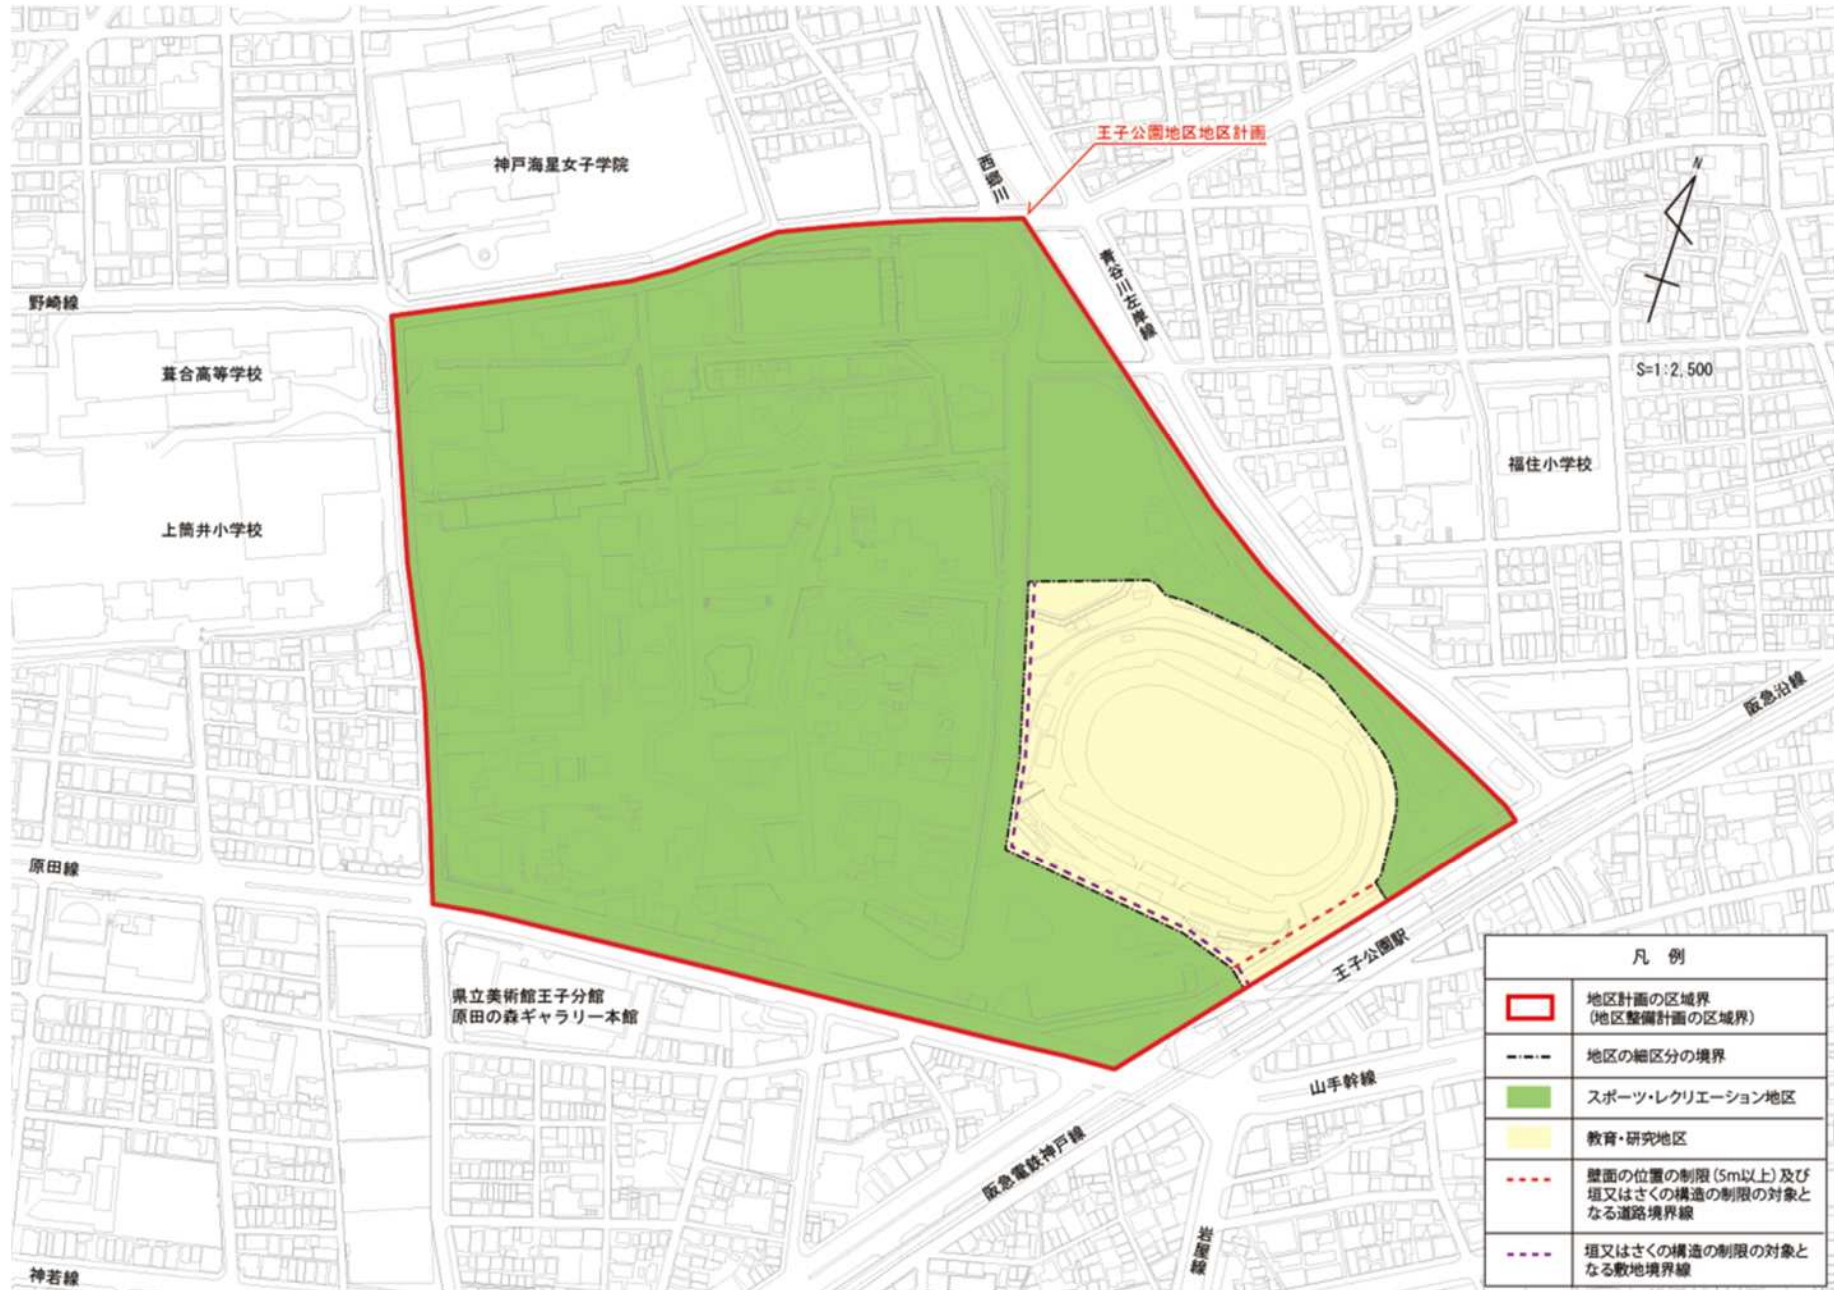 王子公園地区地区計画
神戸海星女子学院
西郷川
N
青谷川左岸線
野崎線
葺合高等学校
S=1:2,500
福住小学校
上筒井小学校
阪急沿線
原田線
王子公園駅
県立美術館王子分館
原田の森ギャラリー本館
山手幹線
阪急電鉄神戸線
岩屋線
神若線
凡 例
地区計画の区域界
(地区整備計画の区域界)
地区の細区分の境界
スポーツ・レクリエーション地区
教育・研究地区
壁面の位置の制限(5m以上)及び
垣又はさくの構造の制限の対象と
なる道路境界線
垣又はさくの構造の制限の対象と
なる敷地境界線